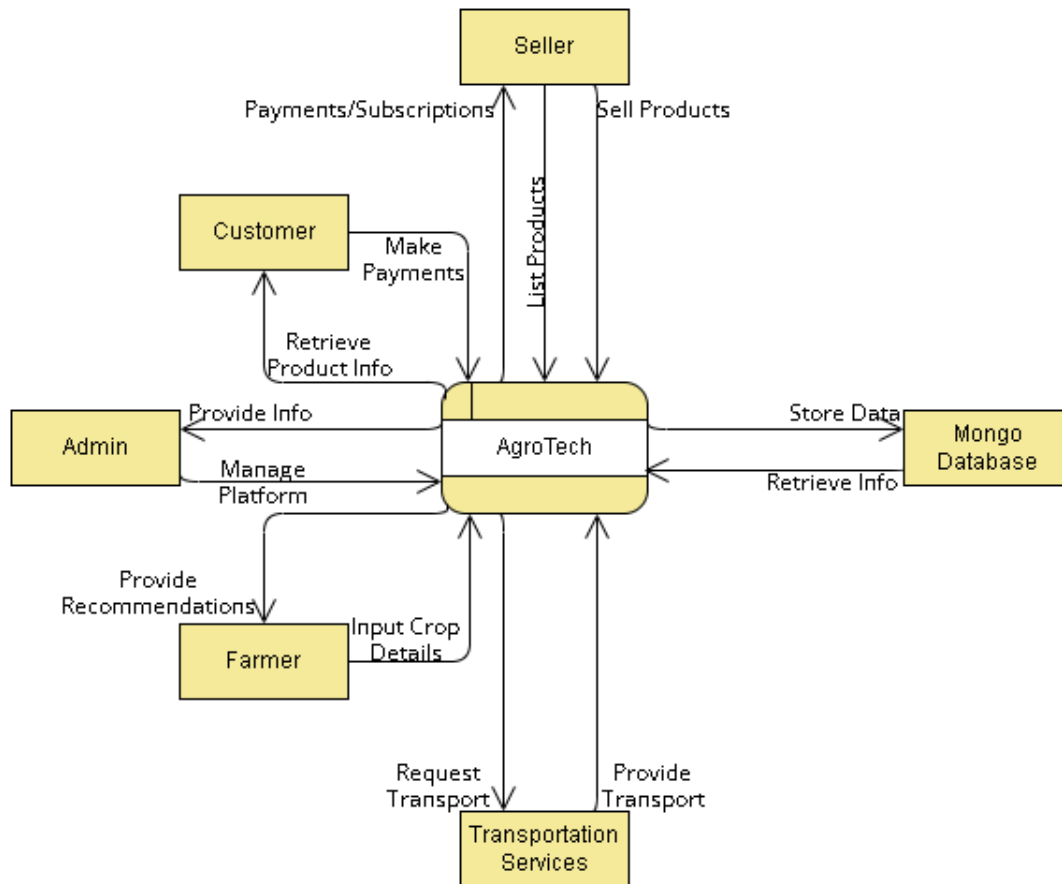 Seller
Payments/Subscriptions
Sell Products
List Products
Customer
Make
Payments
Retrieve
Product Info
Provide Info
Admin
Manage
Platform
AgroTech
Store Data
Mongo
Database
Retrieve Info
Provide
Recommendations
Input Crop
Details
Farmer
Request
Transport
Provide
Transport
Transportation
Services